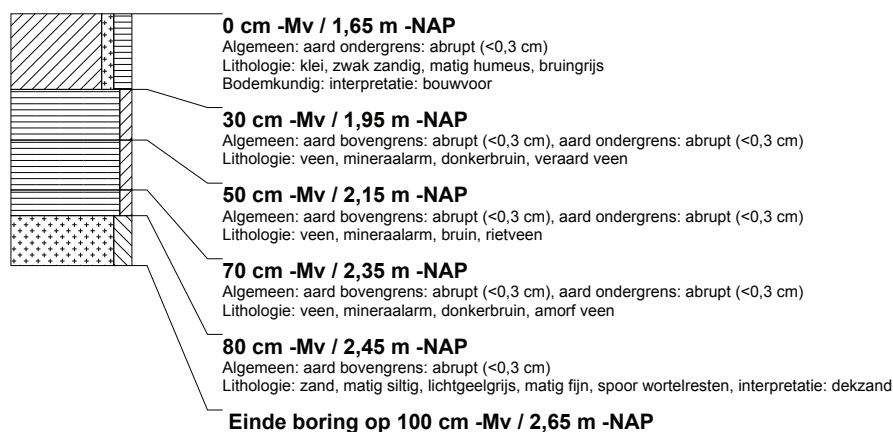 0 cm -Mv / 1,65 m -NAP
Algemeen: aard ondergrens: abrupt (<0,3 cm)
Lithologie: klei, zwak zandig, matig humeus, bruingrijs
Bodemkundig: interpretatie: bouwvoor
30 cm -Mv / 1,95 m -NAP
Algemeen: aard bovengrens: abrupt (<0,3 cm), aard ondergrens: abrupt (<0,3 cm)
Lithologie: veen, mineraalarm, donkerbruin, veraard veen
50 cm -Mv / 2,15 m -NAP
Algemeen: aard bovengrens: abrupt (<0,3 cm), aard ondergrens: abrupt (<0,3 cm)
Lithologie: veen, mineraalarm, bruin, rietveen
70 cm -Mv / 2,35 m -NAP
Algemeen: aard bovengrens: abrupt (<0,3 cm), aard ondergrens: abrupt (<0,3 cm)
Lithologie: veen, mineraalarm, donkerbruin, amorf veen
80 cm -Mv / 2,45 m -NAP
Algemeen: aard bovengrens: abrupt (<0,3 cm)
Lithologie: zand, matig siltig, lichtgeelgrijs, matig fijn, spoor wortelresten, interpretatie: dekzand
Einde boring op 100 cm -Mv / 2,65 m -NAP